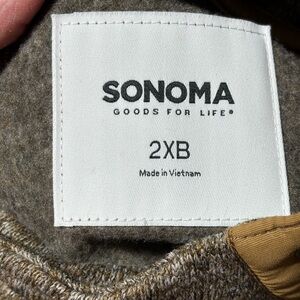 SONOMA
GOODS FOR LIFE®
2XB
Made in Vietnam